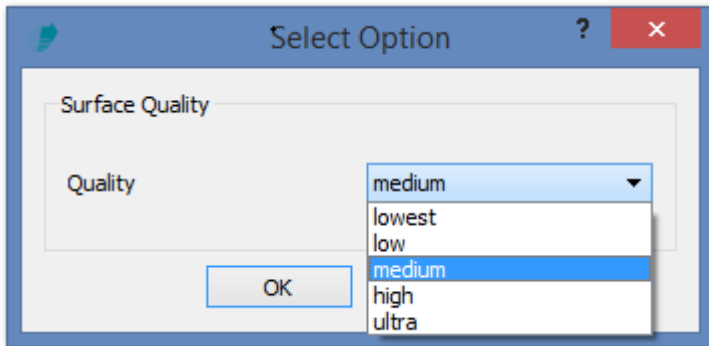 Select Option
?
Surface Quality
Quality
medium
lowest
low
medium
high
ultra
OK